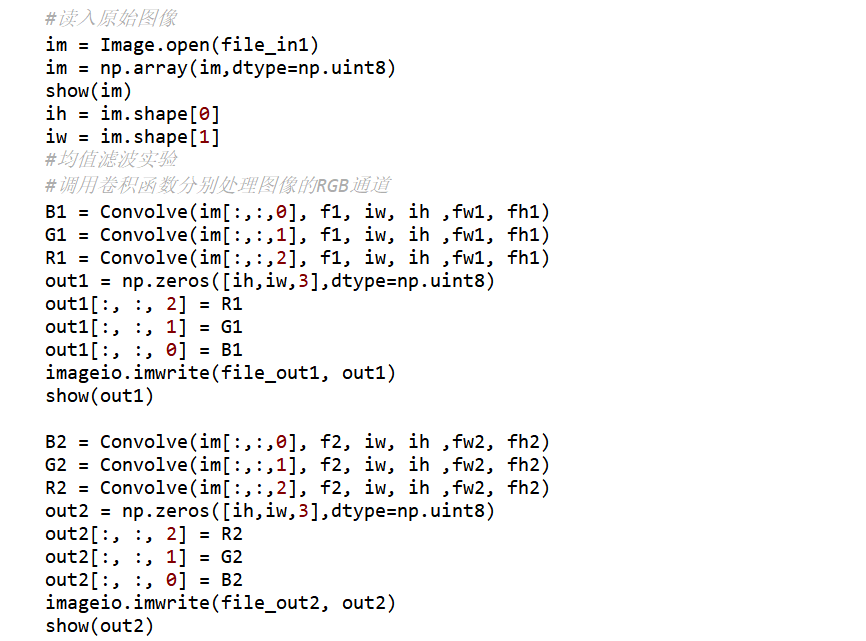 #读入原始图像
im = Image.open(file_in1)
im = np.array(im,dtype=np.uint8)
show(im)
ih = im.shape[0]
iw = im.shape[1]
#均值滤波实验
#调用卷积函数分别处理图像的RGB通道
B1 = Convolve(im[:,:,0], f1, iw, ih ,fw1, fh1)
G1 = Convolve(im[:,:,1], f1, iw, ih ,fw1, fh1)
R1 = Convolve(im[:,:,2], f1, iw, ih ,fw1, fh1)
out1 = np.zeros([ih,iw,3],dtype=np.uint8)
out1[:, :, 2] = R1
out1[:, :, 1] = G1
out1[:, :, 0] = B1
imageio.imwrite(file_out1, out1)
show(out1)
B2 = Convolve(im[:,:,0], f2, iw, ih ,fw2, fh2)
G2 = Convolve(im[:,:,1], f2, iw, ih ,fw2, fh2)
R2 = Convolve(im[:,:,2], f2, iw, ih ,fw2, fh2)
out2 = np.zeros([ih,iw,3],dtype=np.uint8)
out2[:, :, 2] = R2
out2[:, :, 1] = G2
out2[:, :, 0] = B2
imageio.imwrite(file_out2, out2)
show(out2)